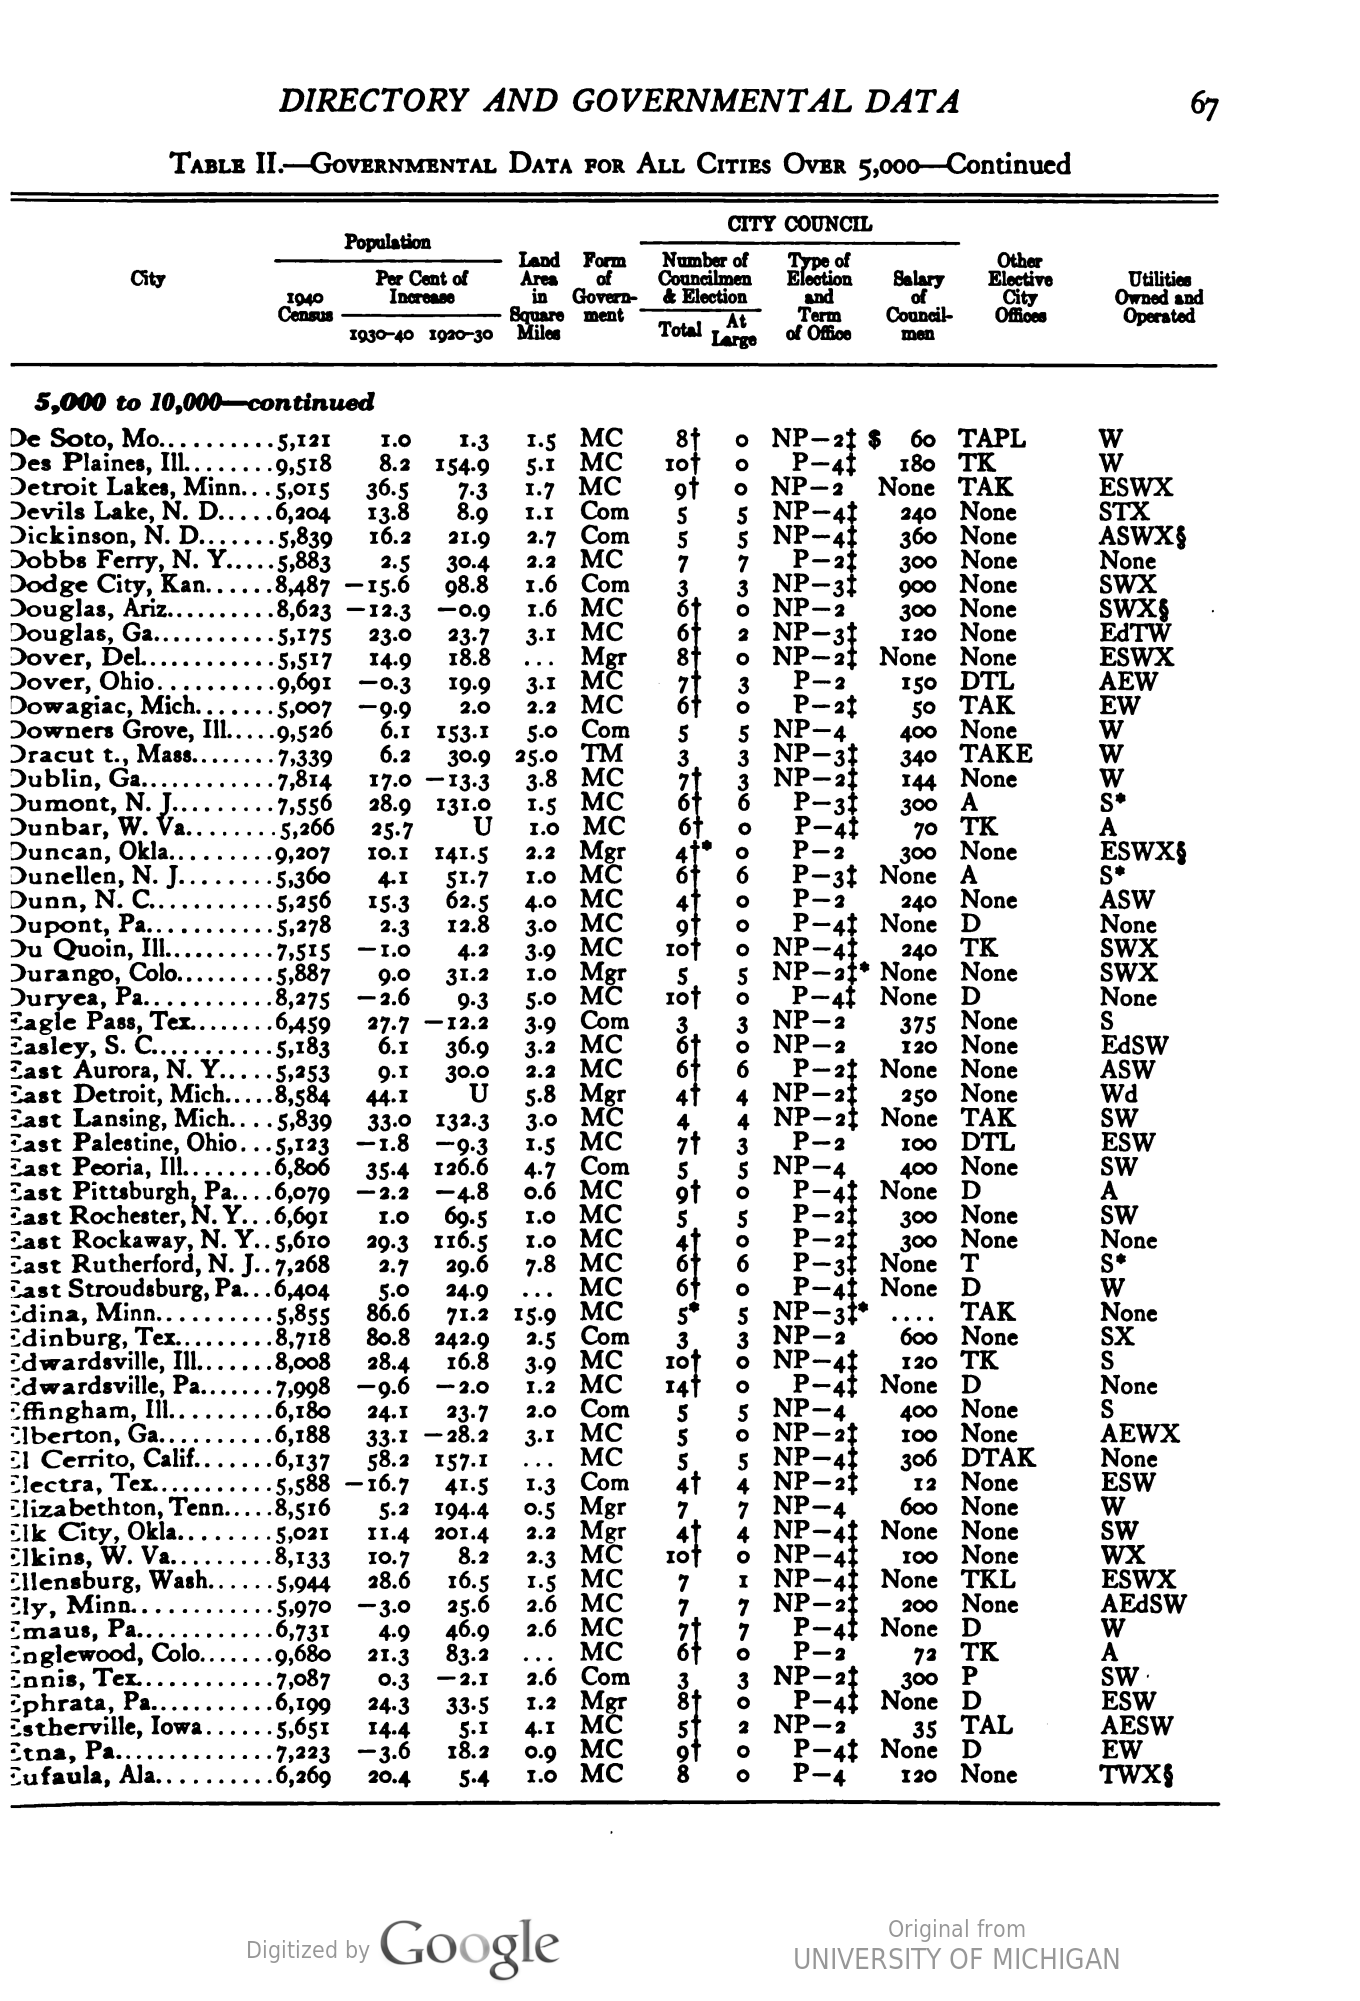 DIRECTORY AND GOVERNMENTAL DATA 67
TABLE II.—GOVERNMENTAL DATA FOR ALL CITIES OVER 5,000—Continued
CITY COUNCIL
Population
Land Form Number of Type of Other
City Per Cent of Area of Councilmen Election Salary Elective Utilities
1940 Increase in Govern- & Election and of City Owned and
Census Square ment Term Council- Offices Operated
1930-40 1920-30 Miles Total At Large of Office men
5,000 to 10,000—continued
De Soto, Mo..........5,121 1.0 1.3 1.5 MC 8† 0 NP—2‡ $ 60 TAPL W
Des Plaines, Ill........9,518 8.2 154.9 5.1 MC 10† 0 P—4‡ 180 TK W
Detroit Lakes, Minn...5,015 36.5 7.3 1.7 MC 9† 0 NP—2 None TAK ESWX
Devils Lake, N. D.....6,204 13.8 8.9 1.1 Com 5 5 NP—4‡ 240 None STX
Dickinson, N. D.......5,839 16.2 21.9 2.7 Com 5 5 NP—4‡ 360 None ASWX§
Dobbs Ferry, N. Y.....5,883 2.5 30.4 2.2 MC 7 7 P—2‡ 300 None None
Dodge City, Kan......8,487 —15.6 98.8 1.6 Com 3 3 NP—3‡ 900 None SWX
Douglas, Ariz..........8,623 —12.3 —0.9 1.6 MC 6† 0 NP—2 300 None SWX§
Douglas, Ga...........5,175 23.0 23.7 3.1 MC 6† 2 NP—3‡ 120 None EdTW
Dover, Del............5,517 14.9 18.8 ... Mgr 8† 0 NP—2‡ None None ESWX
Dover, Ohio..........9,691 —0.3 19.9 3.1 MC 7† 3 P—2 150 DTL AEW
Dowagiac, Mich.......5,007 —9.9 2.0 2.2 MC 6† 0 P—2‡ 50 TAK EW
Downers Grove, Ill.....9,526 6.1 153.1 5.0 Com 5 5 NP—4 400 None W
Dracut t., Mass........7,339 6.2 30.9 25.0 TM 3 3 NP—3‡ 340 TAKE W
Dublin, Ga............7,814 17.0 —13.3 3.8 MC 7† 3 NP—2‡ 144 None W
Dumont, N. J.........7,556 28.9 131.0 1.5 MC 6† 6 P—3‡ 300 A S*
Dunbar, W. Va........5,266 25.7 U 1.0 MC 6† 0 P—4‡ 70 TK A
Duncan, Okla.........9,207 10.1 141.5 2.2 Mgr 4†* 0 P—2 300 None ESWX§
Dunellen, N. J........5,360 4.1 51.7 1.0 MC 6† 6 P—3‡ None A S*
Dunn, N. C...........5,256 15.3 62.5 4.0 MC 4† 0 P—2 240 None ASW
Dupont, Pa...........5,278 2.3 12.8 3.0 MC 9† 0 P—4‡ None D None
Du Quoin, Ill..........7,515 —1.0 4.2 3.9 MC 10† 0 NP—4‡ 240 TK SWX
Durango, Colo.........5,887 9.0 31.2 1.0 Mgr 5 5 NP—2‡* None None SWX
Duryea, Pa...........8,275 —2.6 9.3 5.0 MC 10† 0 P—4‡ None D None
Eagle Pass, Tex........6,459 27.7 —12.2 3.9 Com 3 3 NP—2 375 None S
Easley, S. C...........5,183 6.1 36.9 3.2 MC 6† 0 NP—2 120 None EdSW
East Aurora, N. Y.....5,253 9.1 30.0 2.2 MC 6† 6 P—2‡ None None ASW
East Detroit, Mich.....8,584 44.1 U 5.8 Mgr 4† 4 NP—2‡ 250 None Wd
East Lansing, Mich....5,839 33.0 132.3 3.0 MC 4 4 NP—2‡ None TAK SW
East Palestine, Ohio...5,123 —1.8 —9.3 1.5 MC 7† 3 P—2 100 DTL ESW
East Peoria, Ill........6,806 35.4 126.6 4.7 Com 5 5 NP—4 400 None SW
East Pittsburgh, Pa....6,079 —2.2 —4.8 0.6 MC 9† 0 P—4‡ None D A
East Rochester, N. Y...6,691 1.0 69.5 1.0 MC 5 5 P—2‡ 300 None SW
East Rockaway, N. Y..5,610 29.3 116.5 1.0 MC 4† 0 P—2‡ 300 None None
East Rutherford, N. J..7,268 2.7 29.6 7.8 MC 6† 6 P—3‡ None T S*
East Stroudsburg, Pa...6,404 5.0 24.9 ... MC 6† 0 P—4‡ None D W
Edina, Minn..........5,855 86.6 71.2 15.9 MC 5* 5 NP—3‡* .... TAK None
Edinburg, Tex.........8,718 80.8 242.9 2.5 Com 3 3 NP—2 600 None SX
Edwardsville, Ill.......8,008 28.4 16.8 3.9 MC 10† 0 NP—4‡ 120 TK S
Edwardsville, Pa.......7,998 —9.6 —2.0 1.2 MC 14† 0 P—4‡ None D None
Effingham, Ill..........6,180 24.1 23.7 2.0 Com 5 5 NP—4 400 None S
Elberton, Ga..........6,188 33.1 —28.2 3.1 MC 5 0 NP—2‡ 100 None AEWX
El Cerrito, Calif.......6,137 58.2 157.1 ... MC 5 5 NP—4‡ 306 DTAK None
Electra, Tex...........5,588 —16.7 41.5 1.3 Com 4† 4 NP—2‡ 12 None ESW
Elizabethton, Tenn.....8,516 5.2 194.4 0.5 Mgr 7 7 NP—4 600 None W
Elk City, Okla........5,021 11.4 201.4 2.2 Mgr 4† 4 NP—4‡ None None SW
Elkins, W. Va.........8,133 10.7 8.2 2.3 MC 10† 0 NP—4‡ 100 None WX
Ellensburg, Wash......5,944 28.6 16.5 1.5 MC 7 1 NP—4‡ None TKL ESWX
Ely, Minn............5,970 —3.0 25.6 2.6 MC 7 7 NP—2‡ 200 None AEdSW
Emaus, Pa............6,731 4.9 46.9 2.6 MC 7† 7 P—4‡ None D W
Englewood, Colo.......9,680 21.3 83.2 ... MC 6† 0 P—2 72 TK A
Ennis, Tex............7,087 0.3 —2.1 2.6 Com 3 3 NP—2‡ 300 P SW
Ephrata, Pa...........6,199 24.3 33.5 1.2 Mgr 8† 0 P—4‡ None D ESW
Estherville, Iowa......5,651 14.4 5.1 4.1 MC 5† 2 NP—2 35 TAL AESW
Etna, Pa..............7,223 —3.6 18.2 0.9 MC 9† 0 P—4‡ None D EW
Eufaula, Ala..........6,269 20.4 5.4 1.0 MC 8 0 P—4 120 None TWX§
Digitized by Google
Original from
UNIVERSITY OF MICHIGAN